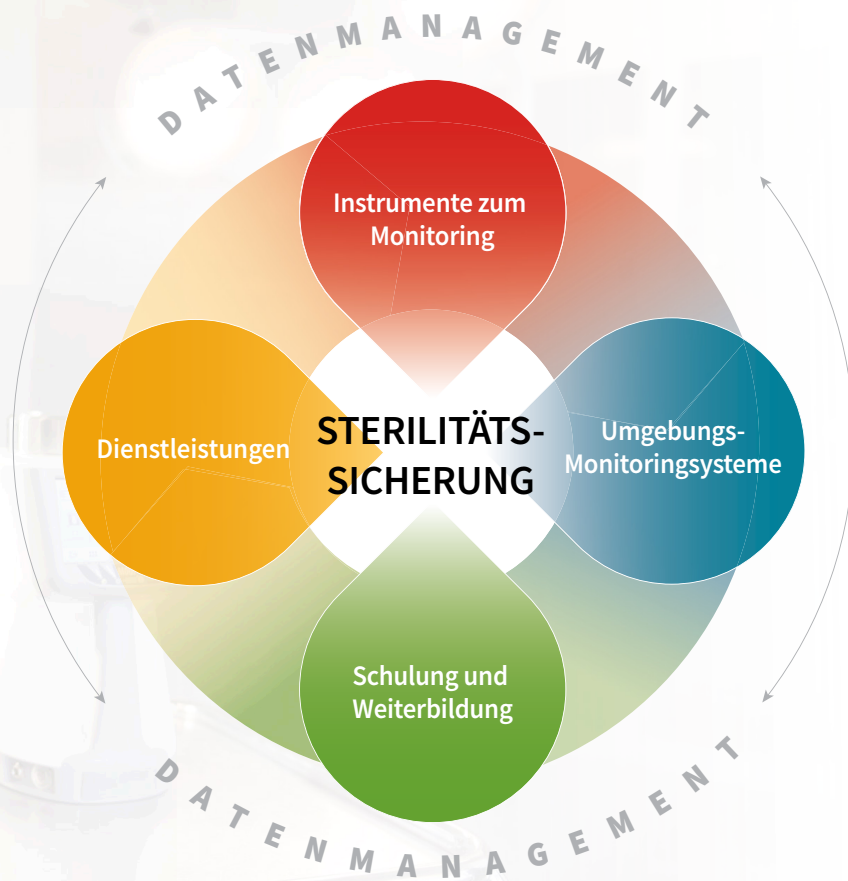 DATENMANAGEMENT
Instrumente zum
Monitoring
Dienstleistungen
STERILITÄTS-
SICHERUNG
Umgebungs-
Monitoringsysteme
Schulung und
Weiterbildung
DATENMANAGEMENT